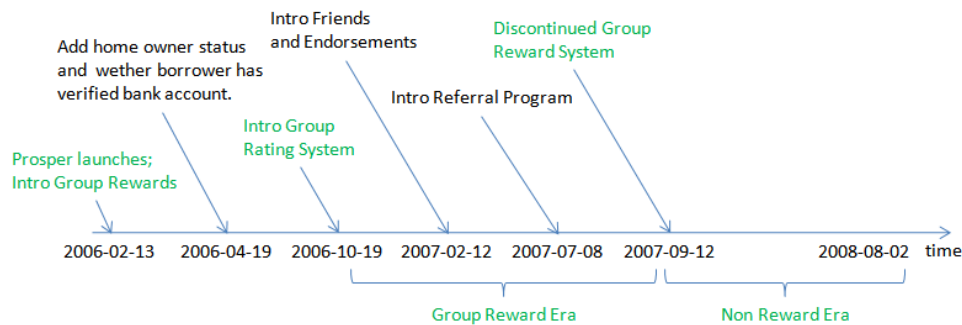 Intro Friends
and Endorsements
Discontinued Group
Reward System
Add home owner status
and wether borrower has
verified bank account.
Intro Referral Program
Intro Group
Rating System
Prosper launches;
Intro Group Rewards
2006-02-13 2006-04-19 2006-10-19 2007-02-12 2007-07-08 2007-09-12 2008-08-02 time
Group Reward Era Non Reward Era